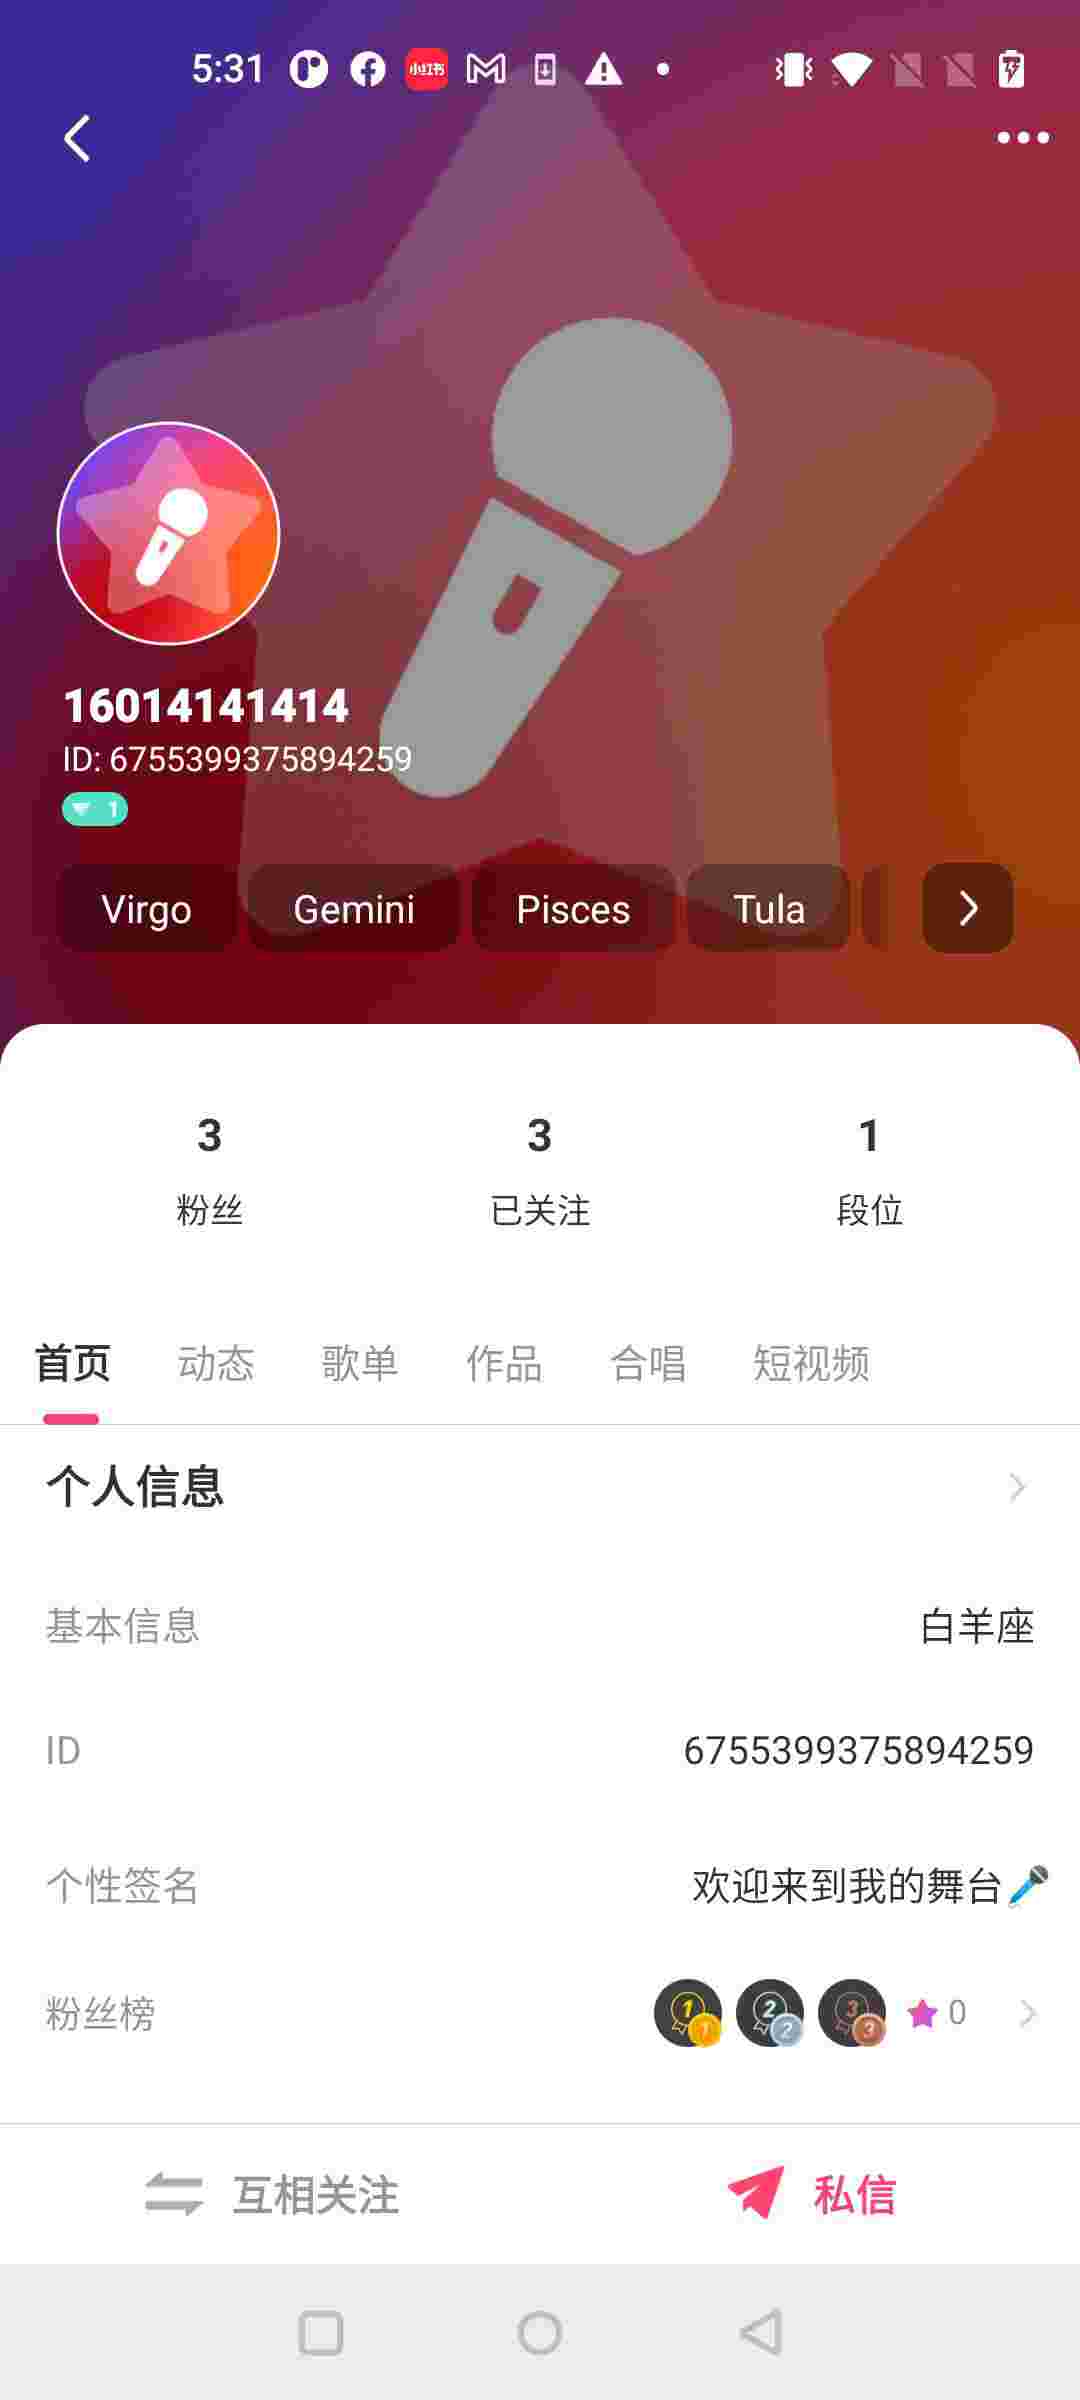 5:31
小红书
16014141414
ID: 6755399375894259
1
Virgo Gemini Pisces Tula
3 3 1
粉丝 已关注 段位
首页 动态 歌单 作品 合唱 短视频
个人信息
基本信息 白羊座
ID 6755399375894259
个性签名 欢迎来到我的舞台🎤
粉丝榜 1 1 2 2 3 3 0
互相关注 私信